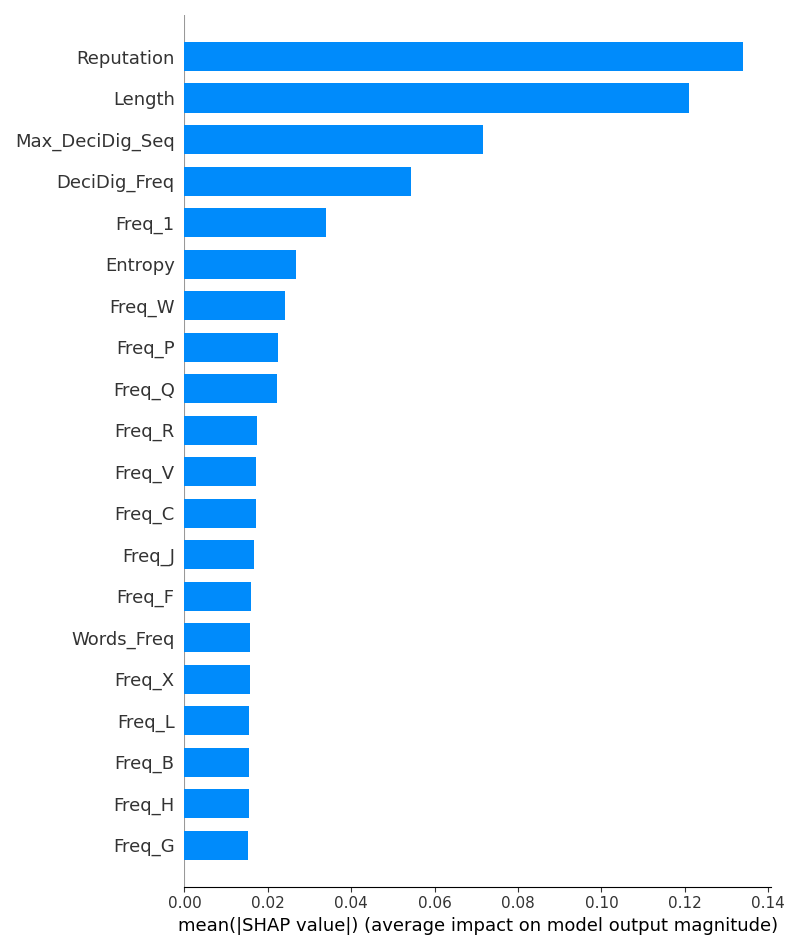 Reputation
Length
Max_DeciDig_Seq
DeciDig_Freq
Freq_1
Entropy
Freq_W
Freq_P
Freq_Q
Freq_R
Freq_V
Freq_C
Freq_J
Freq_F
Words_Freq
Freq_X
Freq_L
Freq_B
Freq_H
Freq_G
0.00 0.02 0.04 0.06 0.08 0.10 0.12 0.14
mean(|SHAP value|) (average impact on model output magnitude)